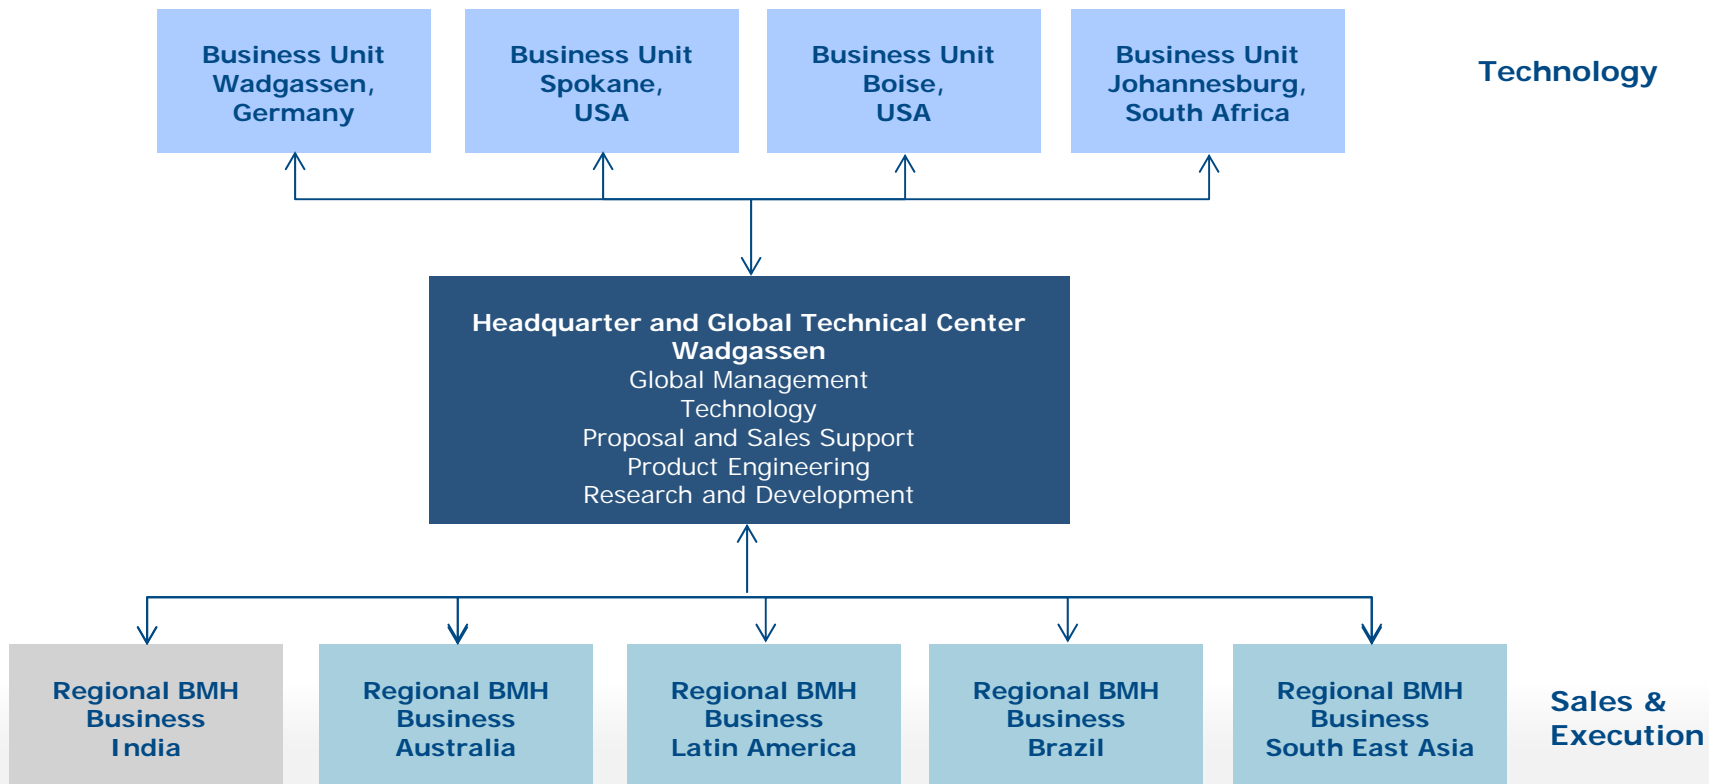 Business Unit
Wadgassen,
Germany
Business Unit
Spokane,
USA
Business Unit
Boise,
USA
Business Unit
Johannesburg,
South Africa
Technology
Headquarter and Global Technical Center
Wadgassen
Global Management
Technology
Proposal and Sales Support
Product Engineering
Research and Development
Regional BMH
Business
India
Regional BMH
Business
Australia
Regional BMH
Business
Latin America
Regional BMH
Business
Brazil
Regional BMH
Business
South East Asia
Sales &
Execution